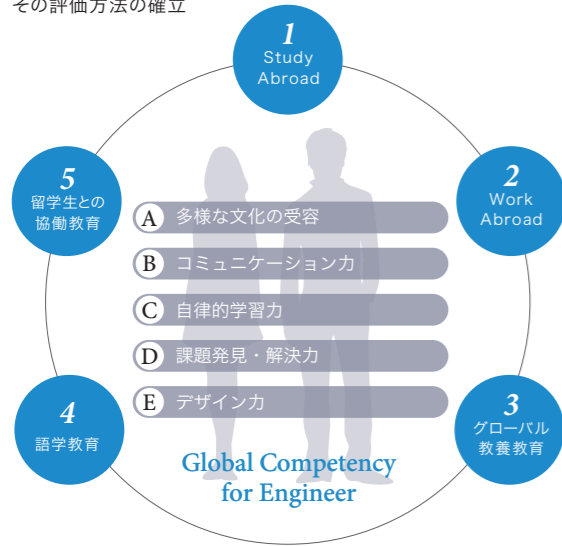 その評価方法の確立
1
Study
Abroad
2
Work
Abroad
3
グローバル
教養教育
4
語学教育
5
留学生との
協働教育
A 多様な文化の受容
B コミュニケーション力
C 自律的学習力
D 課題発見・解決力
E デザイン力
Global Competency
for Engineer